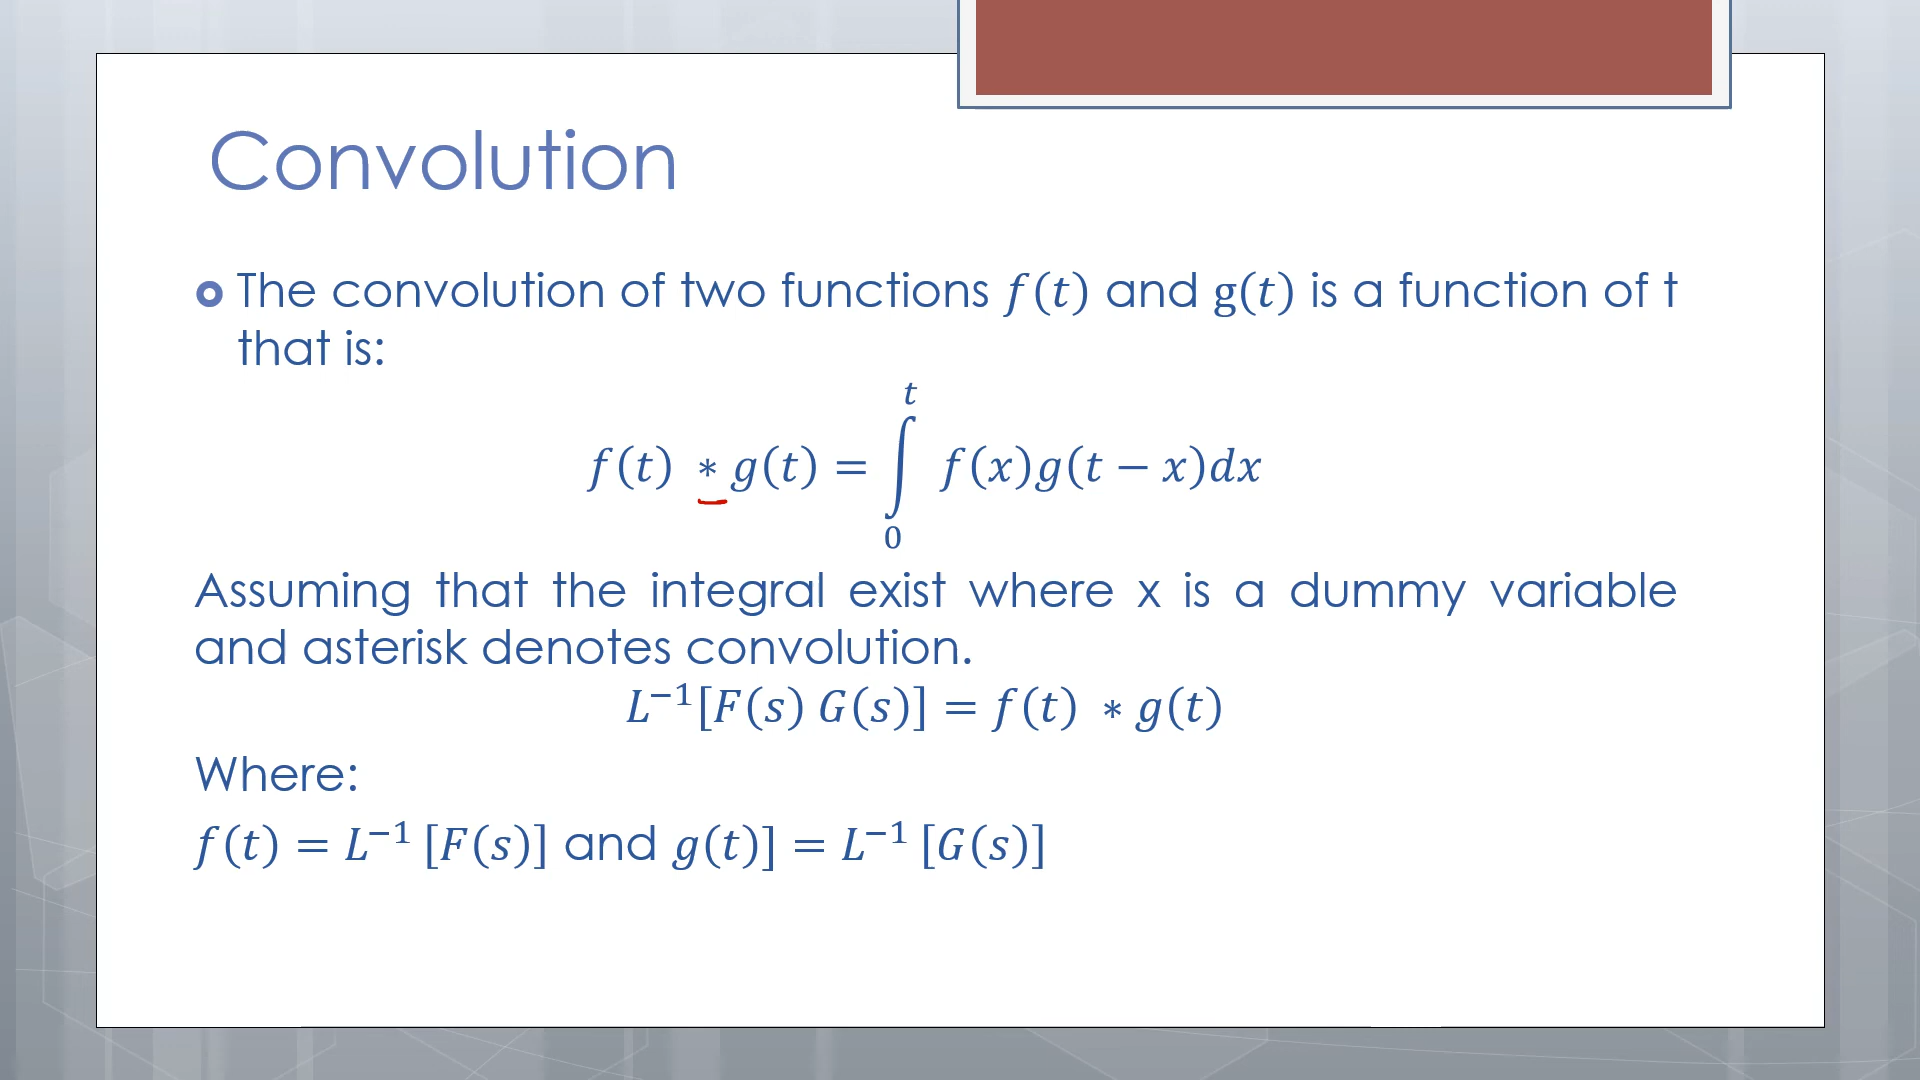 Convolution
The convolution of two functions f(t) and g(t) is a function of t
that is:
f(t) ∗ g(t) = ∫₀ᵗ f(x)g(t − x)dx
Assuming that the integral exist where x is a dummy variable
and asterisk denotes convolution.
L⁻¹[F(s) G(s)] = f(t) ∗ g(t)
Where:
f(t) = L⁻¹ [F(s)] and g(t)] = L⁻¹ [G(s)]